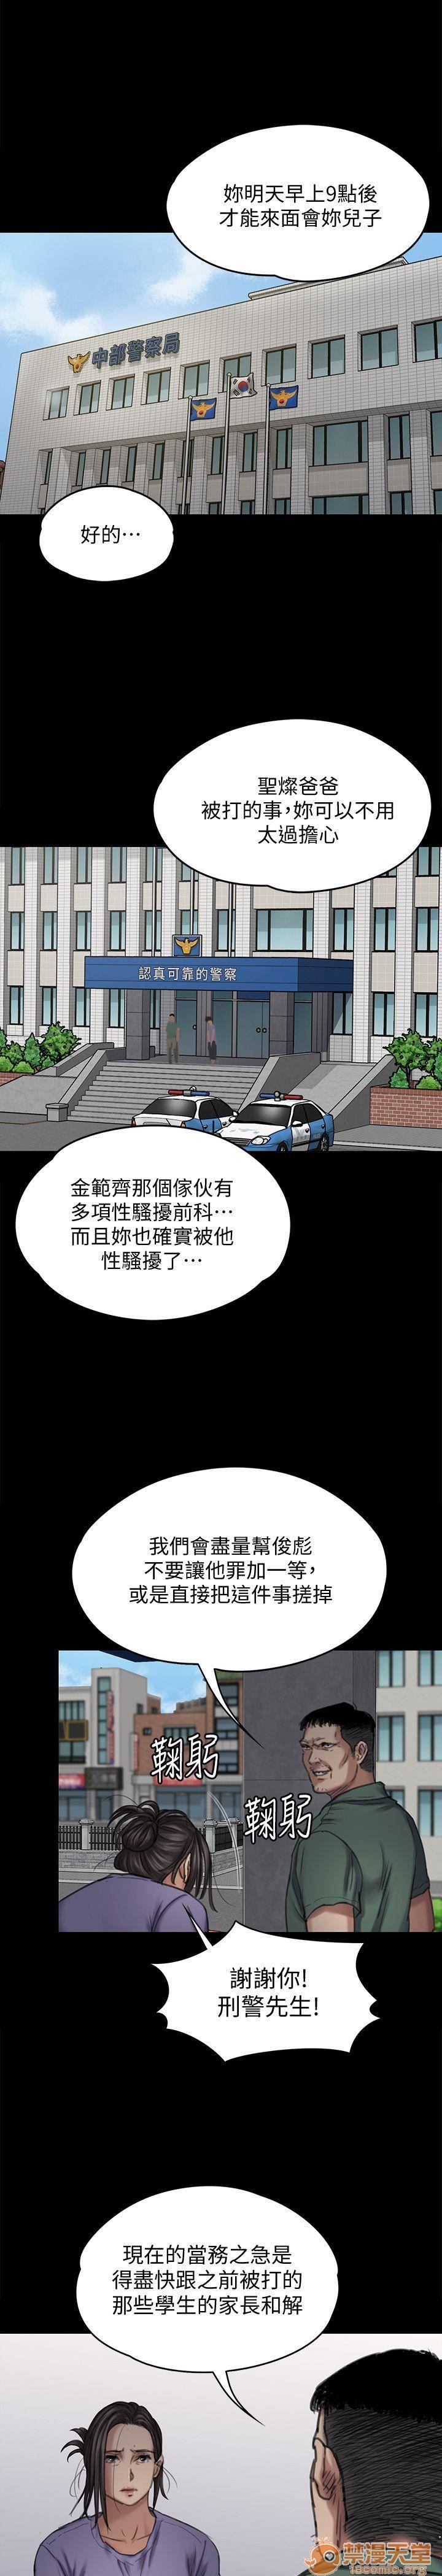 妳明天早上9點後
才能來面會妳兒子
中部警察局
好的…
聖燦爸爸
被打的事，妳可以不用
太過擔心
認真可靠的警察
金範齊那個傢伙有
多項性騷擾前科…
而且妳也確實被他
性騷擾了…
我們會盡量幫俊彪
不要讓他罪加一等，
或是直接把這件事搓掉
鞠躬
鞠躬
謝謝你!
刑警先生!
現在的當務之急是
得盡快跟之前被打的
那些學生的家長和解
禁漫天堂
18comic.org